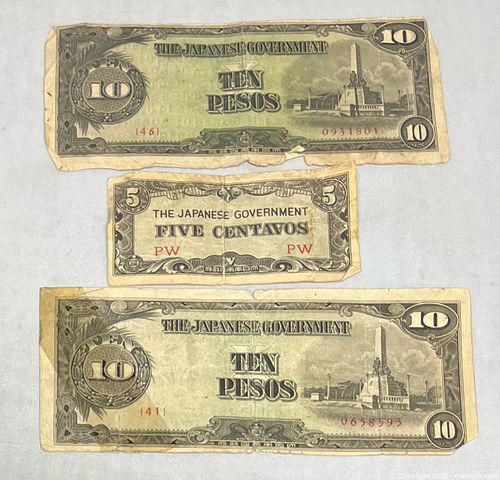 10
THE JAPANESE GOVERNMENT
10
TEN
PESOS
(46)
0931801
10
5
5
THE JAPANESE GOVERNMENT
FIVE CENTAVOS
PW
PW
V
10
THE JAPANESE GOVERNMENT
10
TEN
PESOS
(41)
0658595
10